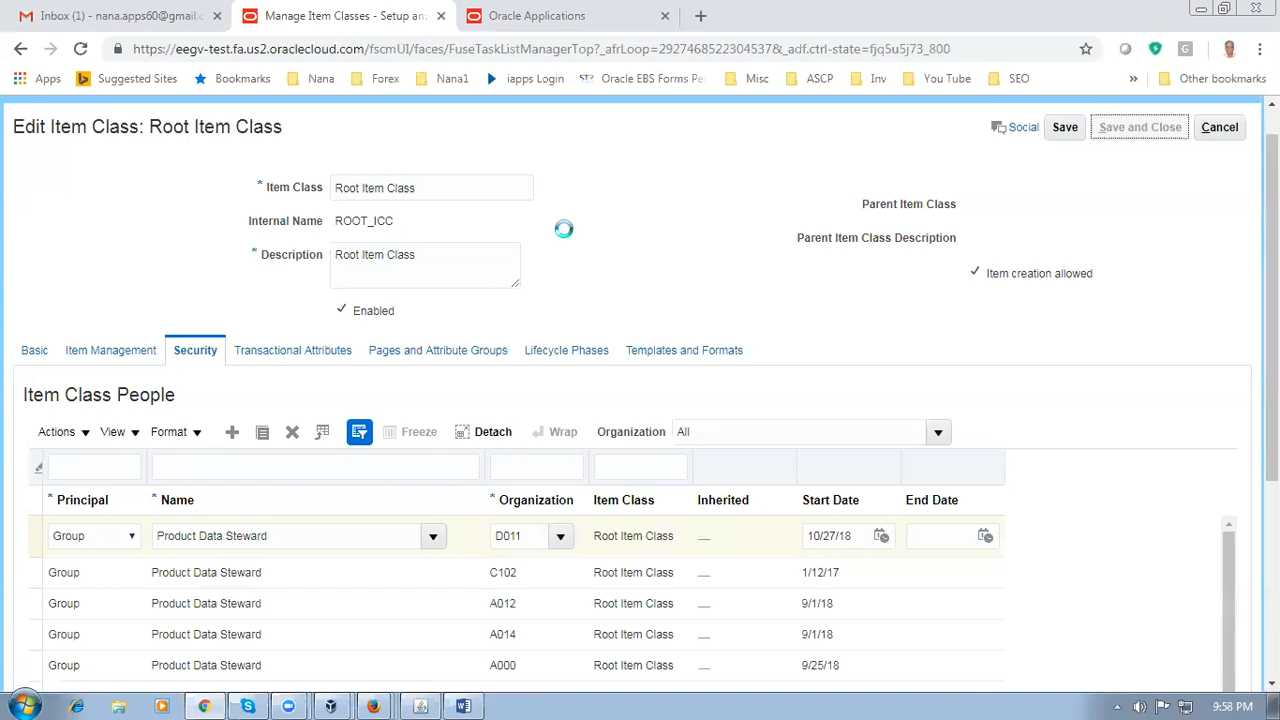 Inbox (1) - nana.apps60@gmail.c
Manage Item Classes - Setup an
Oracle Applications
https://eegv-test.fa.us2.oraclecloud.com/fscmUI/faces/FuseTaskListManagerTop?_afrLoop=2927468522304537&_adf.ctrl-state=fjq5u5j73_800
Apps Suggested Sites Bookmarks Nana Forex Nana1 iapps Login Oracle EBS Forms Pe Misc ASCP Inv You Tube SEO » Other bookmarks
Edit Item Class: Root Item Class
Social Save Save and Close Cancel
* Item Class Root Item Class
Parent Item Class
Internal Name ROOT_ICC
Parent Item Class Description
* Description Root Item Class
Item creation allowed
Enabled
Basic Item Management Security Transactional Attributes Pages and Attribute Groups Lifecycle Phases Templates and Formats
Item Class People
Actions View Format Freeze Detach Wrap Organization All
* Principal * Name * Organization Item Class Inherited Start Date End Date
Group Product Data Steward D011 Root Item Class 10/27/18
Group Product Data Steward C102 Root Item Class 1/12/17
Group Product Data Steward A012 Root Item Class 9/1/18
Group Product Data Steward A014 Root Item Class 9/1/18
Group Product Data Steward A000 Root Item Class 9/25/18
9:58 PM